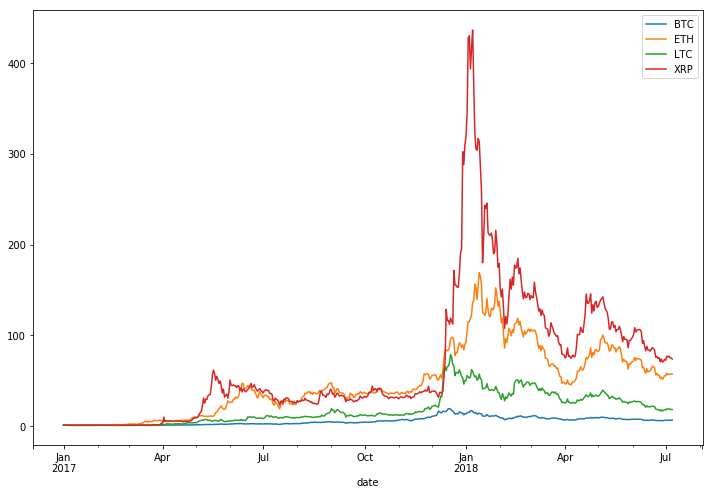 400
300
200
100
0
Jan
2017
Apr
Jul
Oct
Jan
2018
Apr
Jul
date
BTC
ETH
LTC
XRP